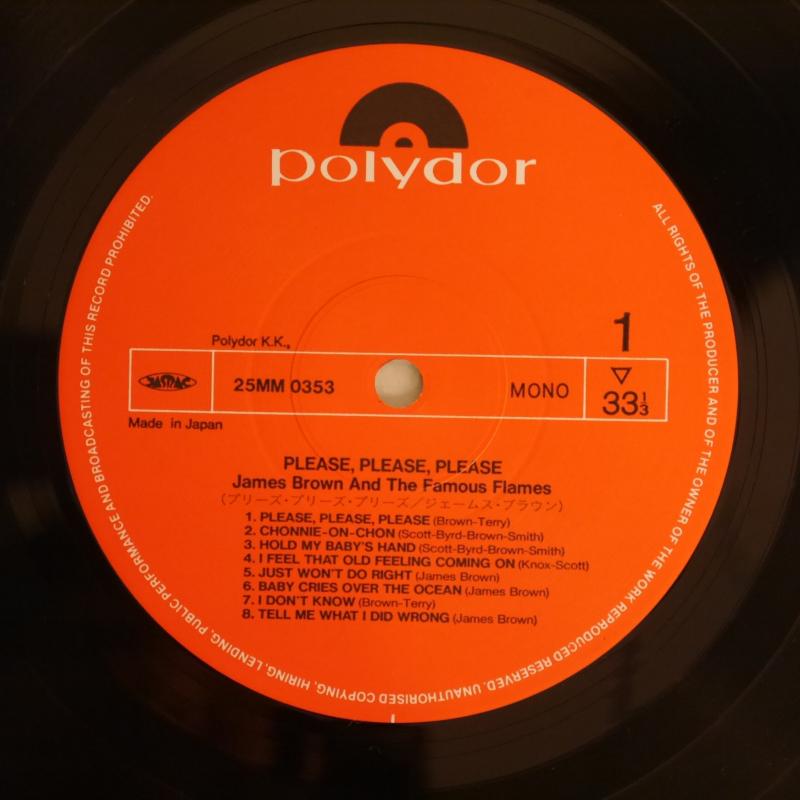 polydor
Polydor K.K.
JASRAC
25MM 0353
MONO
1
▽
33⅓
Made in Japan
PLEASE, PLEASE, PLEASE
James Brown And The Famous Flames
(プリーズ・プリーズ・プリーズ/ジェームス・ブラウン)
1. PLEASE, PLEASE, PLEASE (Brown-Terry)
2. CHONNIE-ON-CHON (Scott-Byrd-Brown-Smith)
3. HOLD MY BABY'S HAND (Scott-Byrd-Brown-Smith)
4. I FEEL THAT OLD FEELING COMING ON (Knox-Scott)
5. JUST WON'T DO RIGHT (James Brown)
6. BABY CRIES OVER THE OCEAN (James Brown)
7. I DON'T KNOW (Brown-Terry)
8. TELL ME WHAT I DID WRONG (James Brown)
ALL RIGHTS OF THE PRODUCER AND OF THE OWNER OF THE WORK REPRODUCED RESERVED. UNAUTHORISED COPYING, HIRING, LENDING, PUBLIC PERFORMANCE AND BROADCASTING OF THIS RECORD PROHIBITED.